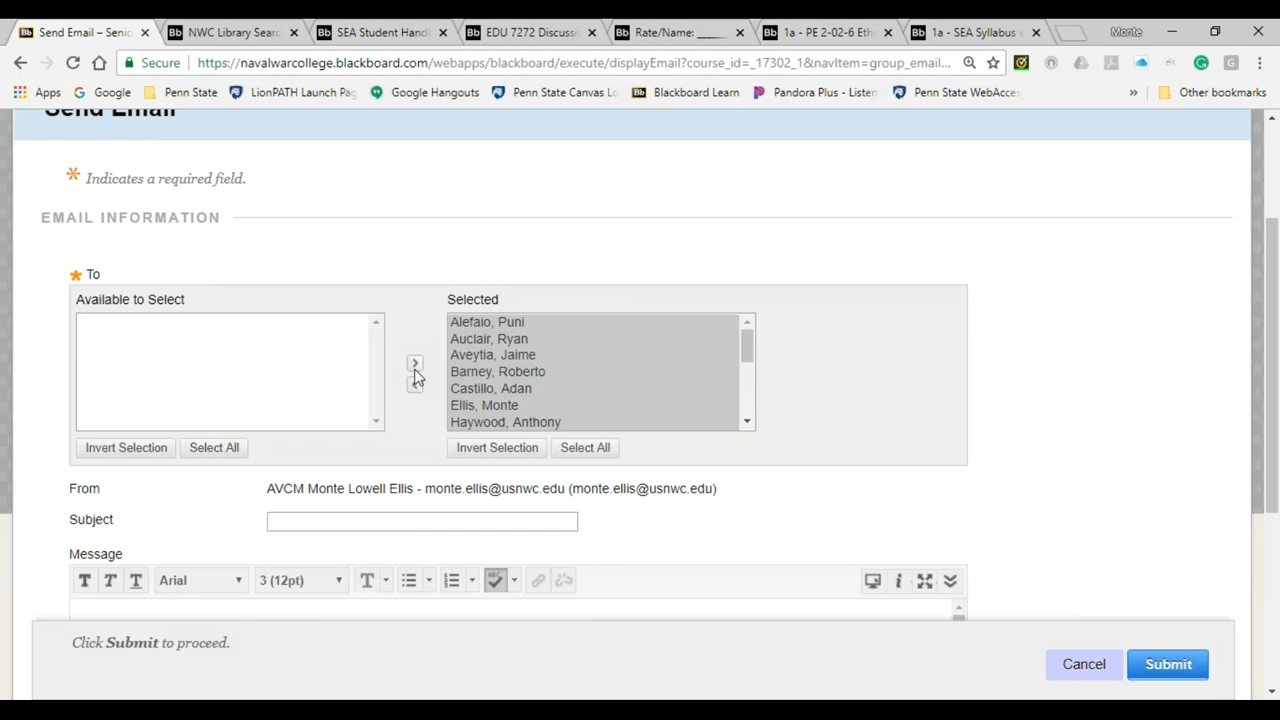 Send Email – Senio
NWC Library Searc
SEA Student Handl
EDU 7272 Discussi
Rate/Name: _____
1a - PE 2-02-6 Eth
1a - SEA Syllabus
Monte
Secure
https://navalwarcollege.blackboard.com/webapps/blackboard/execute/displayEmail?course_id=_17302_1&navItem=group_email...
Apps
Google
Penn State
LionPATH Launch Pag
Google Hangouts
Penn State Canvas Lo
Blackboard Learn
Pandora Plus - Listen
Penn State WebAcces
Other bookmarks
Send Email
Indicates a required field.
EMAIL INFORMATION
To
Available to Select
Selected
Alefaio, Puni
Auclair, Ryan
Aveytia, Jaime
Barney, Roberto
Castillo, Adan
Ellis, Monte
Haywood, Anthony
Invert Selection
Select All
Invert Selection
Select All
From
AVCM Monte Lowell Ellis - monte.ellis@usnwc.edu (monte.ellis@usnwc.edu)
Subject
Message
T T T Arial 3 (12pt) T
Click Submit to proceed.
Cancel
Submit